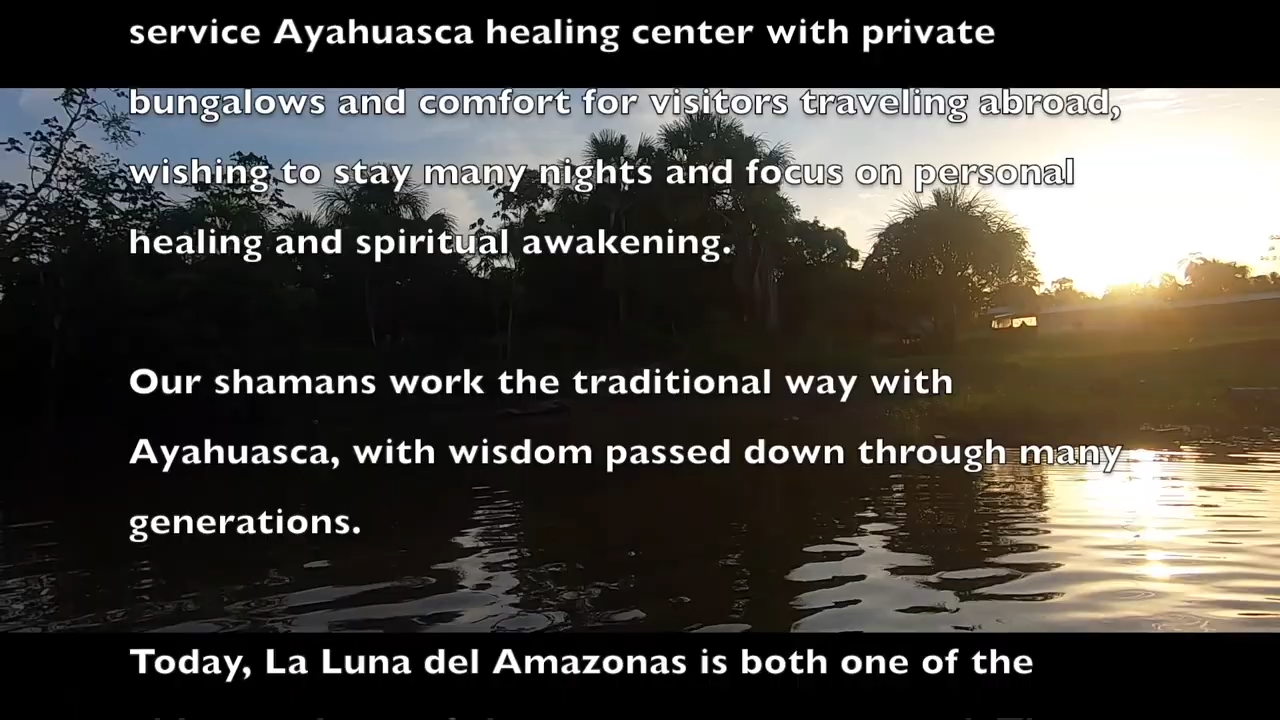 service Ayahuasca healing center with private
bungalows and comfort for visitors traveling abroad,
wishing to stay many nights and focus on personal
healing and spiritual awakening.
Our shamans work the traditional way with
Ayahuasca, with wisdom passed down through many
generations.
Today, La Luna del Amazonas is both one of the